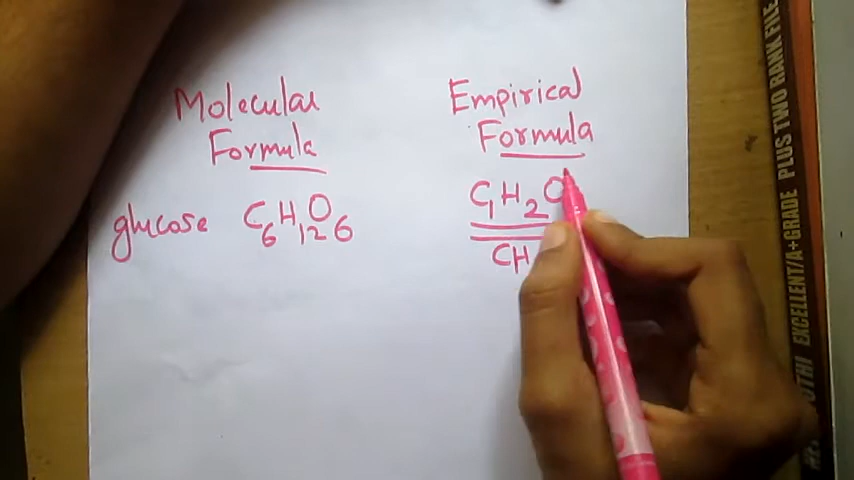 Molecular
Formula
Empirical
Formula
glucose C6H12O6
C1H2O
CH
EXCELLENT/A+GRADE PLUS TWO RANK FILE